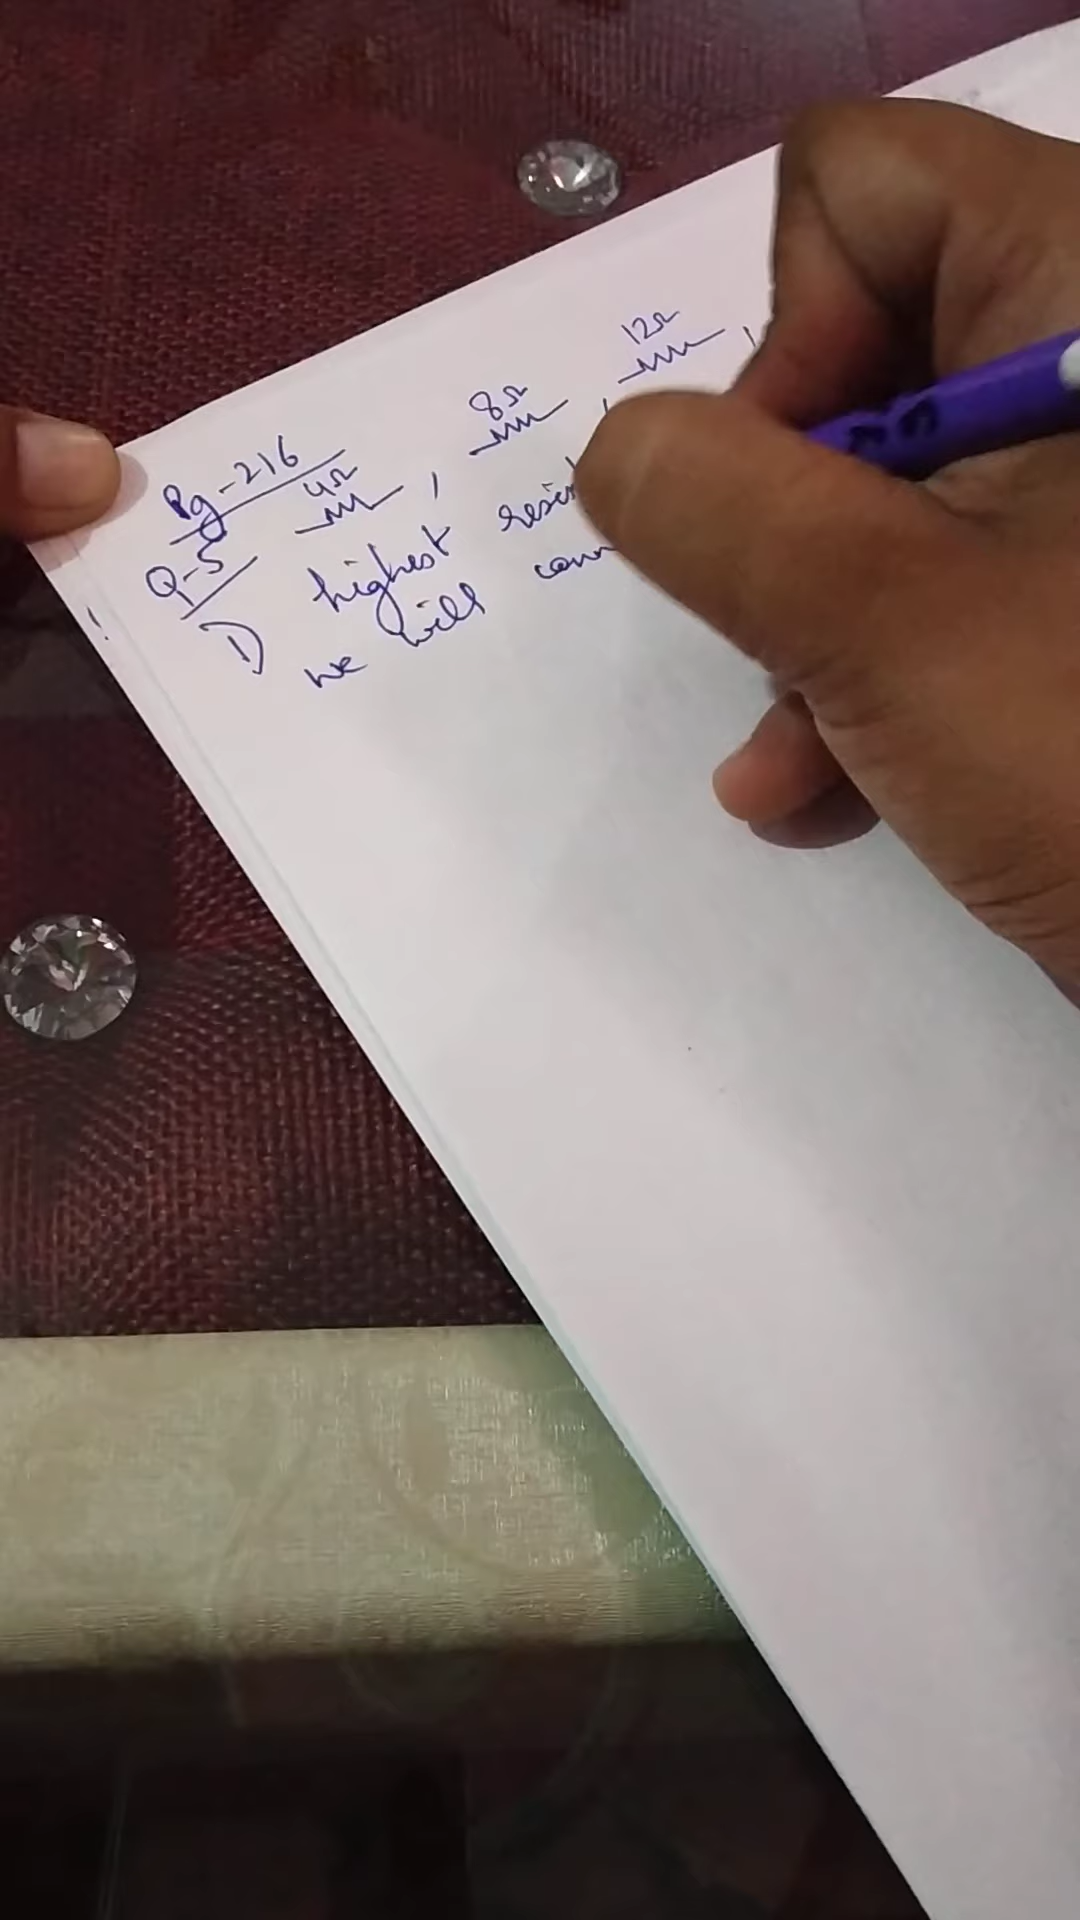 Pg-216
Q-5 4Ω , 8Ω , 12Ω ,
1) highest
we will